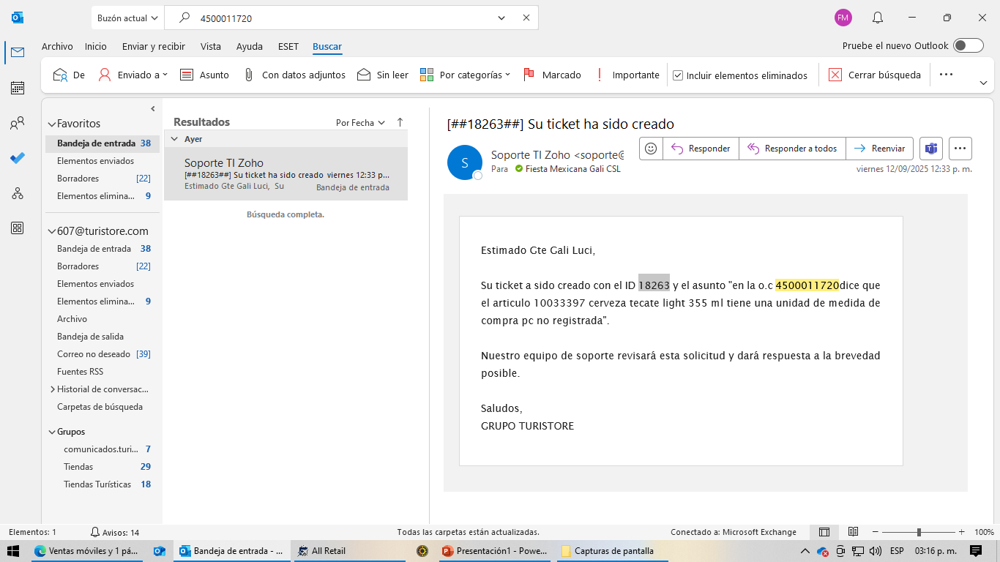 Buzón actual
4500011720
FM
Archivo Inicio Enviar y recibir Vista Ayuda ESET Buscar
Pruebe el nuevo Outlook
De Enviado a Asunto Con datos adjuntos Sin leer Por categorías Marcado Importante Incluir elementos eliminados Cerrar búsqueda
Favoritos
Bandeja de entrada 38
Elementos enviados
Borradores [22]
Elementos elimina... 9
607@turistore.com
Bandeja de entrada 38
Borradores [22]
Elementos enviados
Elementos elimina... 9
Archivo
Bandeja de salida
Correo no deseado [39]
Fuentes RSS
Historial de conversac...
Carpetas de búsqueda
Grupos
comunicados.turi... 7
Tiendas 29
Tiendas Turísticas 18
Resultados Por Fecha
Ayer
Soporte TI Zoho
[##18263##] Su ticket ha sido creado viernes 12:33 p...
Estimado Gte Gali Luci, Su Bandeja de entrada
Búsqueda completa.
[##18263##] Su ticket ha sido creado
S
Soporte TI Zoho <soporte@
Para Fiesta Mexicana Gali CSL
Responder Responder a todos Reenviar
viernes 12/09/2025 12:33 p. m.
Estimado Gte Gali Luci,
Su ticket a sido creado con el ID 18263 y el asunto "en la o.c 4500011720dice que
el articulo 10033397 cerveza tecate light 355 ml tiene una unidad de medida de
compra pc no registrada".
Nuestro equipo de soporte revisará esta solicitud y dará respuesta a la brevedad
posible.
Saludos,
GRUPO TURISTORE
Elementos: 1 Avisos: 14 Todas las carpetas están actualizadas. Conectado a: Microsoft Exchange 100%
Ventas móviles y 1 pá... Bandeja de entrada - ... All Retail Presentación1 - Powe... Capturas de pantalla ESP 03:16 p. m.